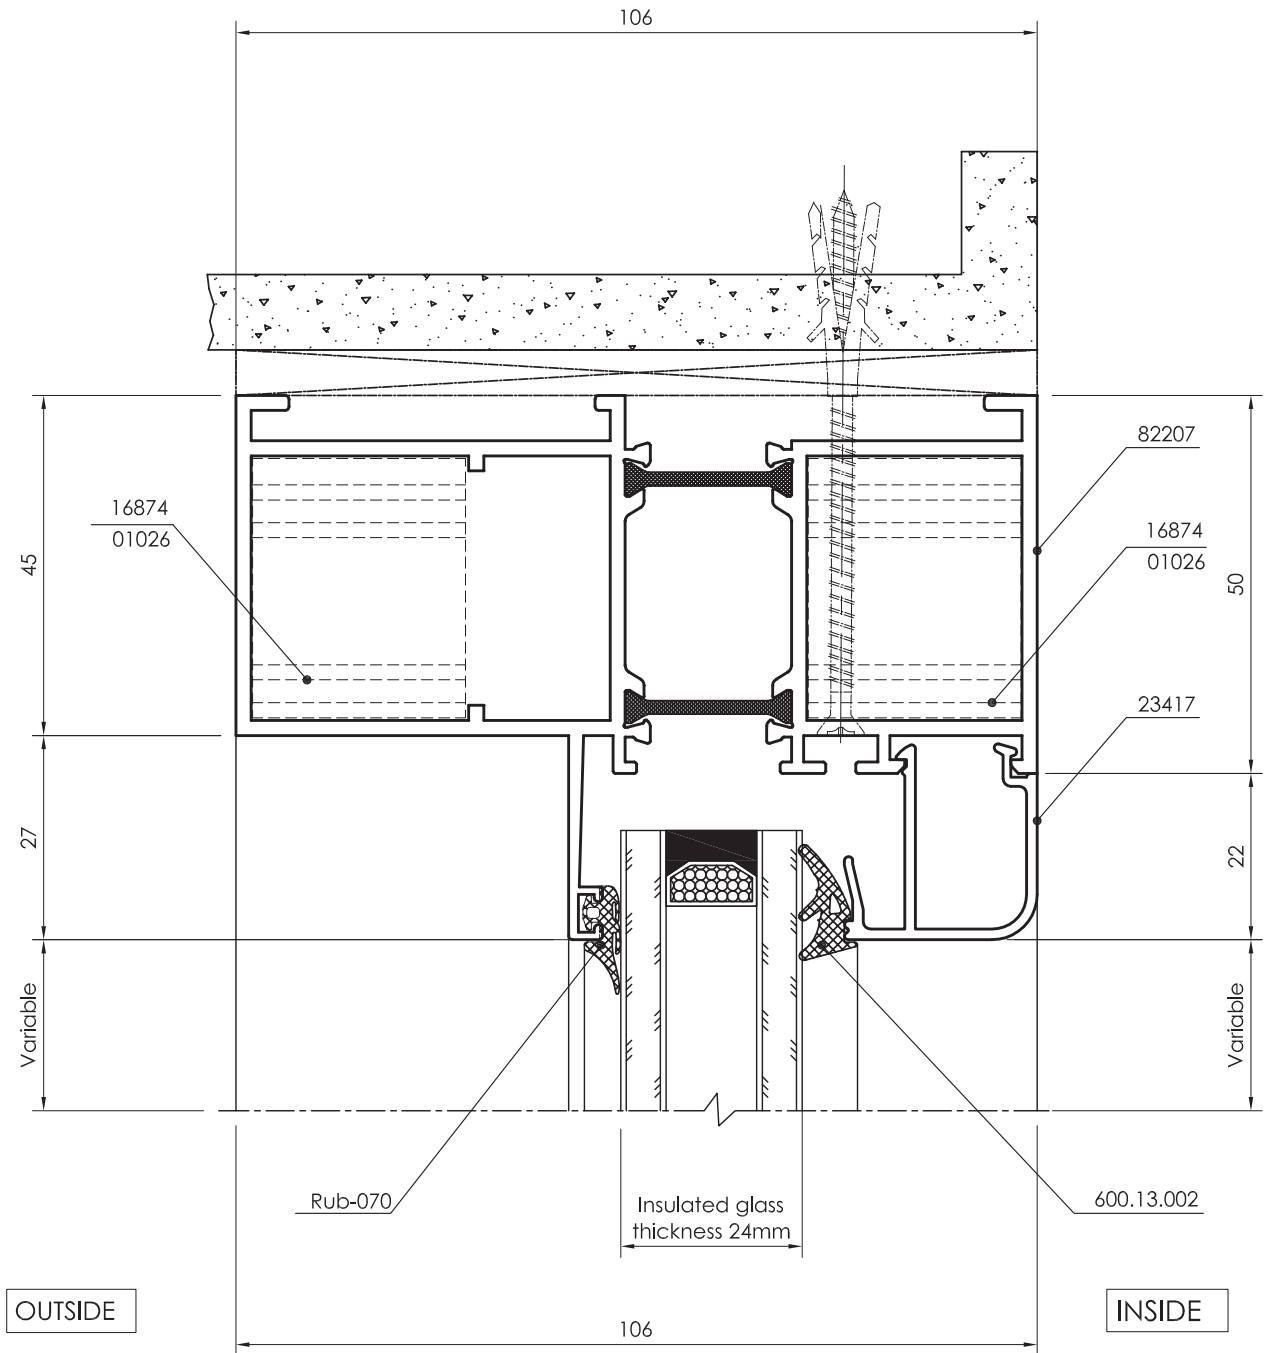 106
82207
16874
01026
16874
01026
45
50
23417
27
22
Variable
Variable
Rub-070
Insulated glass
thickness 24mm
600.13.002
OUTSIDE
INSIDE
106